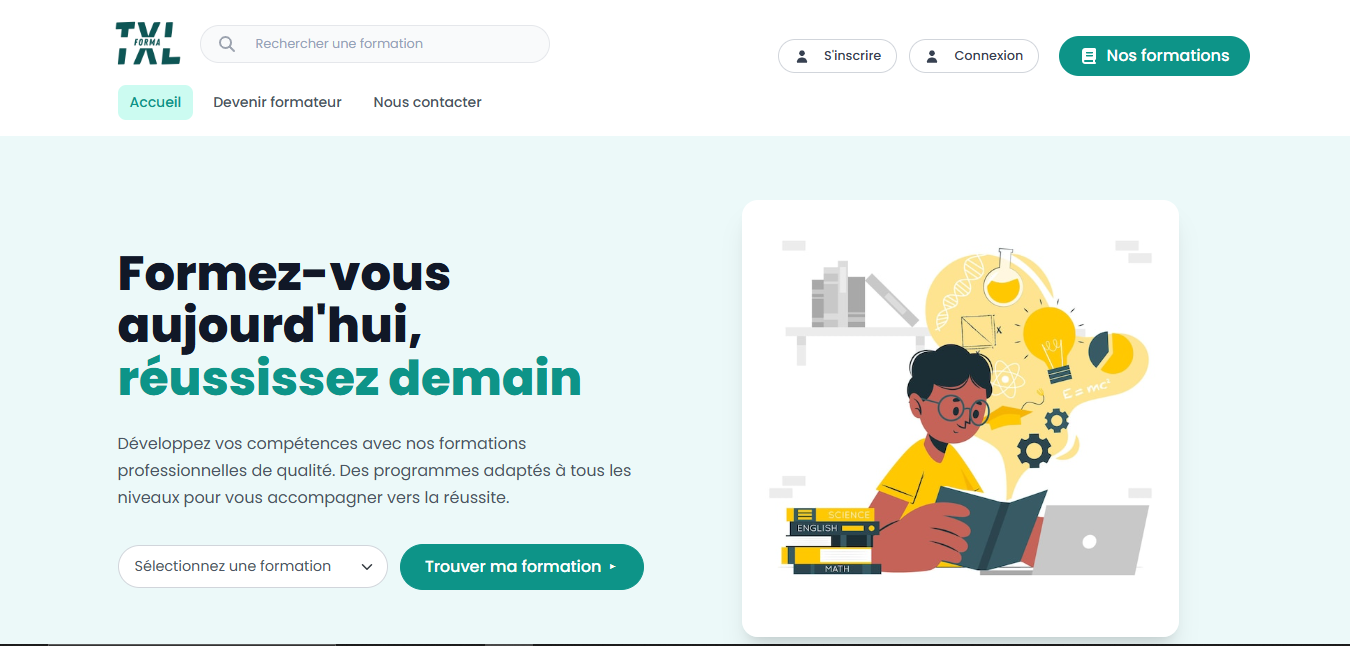 TXL
FORMA
Rechercher une formation
S'inscrire
Connexion
Nos formations
Accueil
Devenir formateur
Nous contacter
Formez-vous
aujourd'hui,
réussissez demain
Développez vos compétences avec nos formations
professionnelles de qualité. Des programmes adaptés à tous les
niveaux pour vous accompagner vers la réussite.
Sélectionnez une formation
Trouver ma formation ▸
x
E = mc²
SCIENCE
ENGLISH
MATH